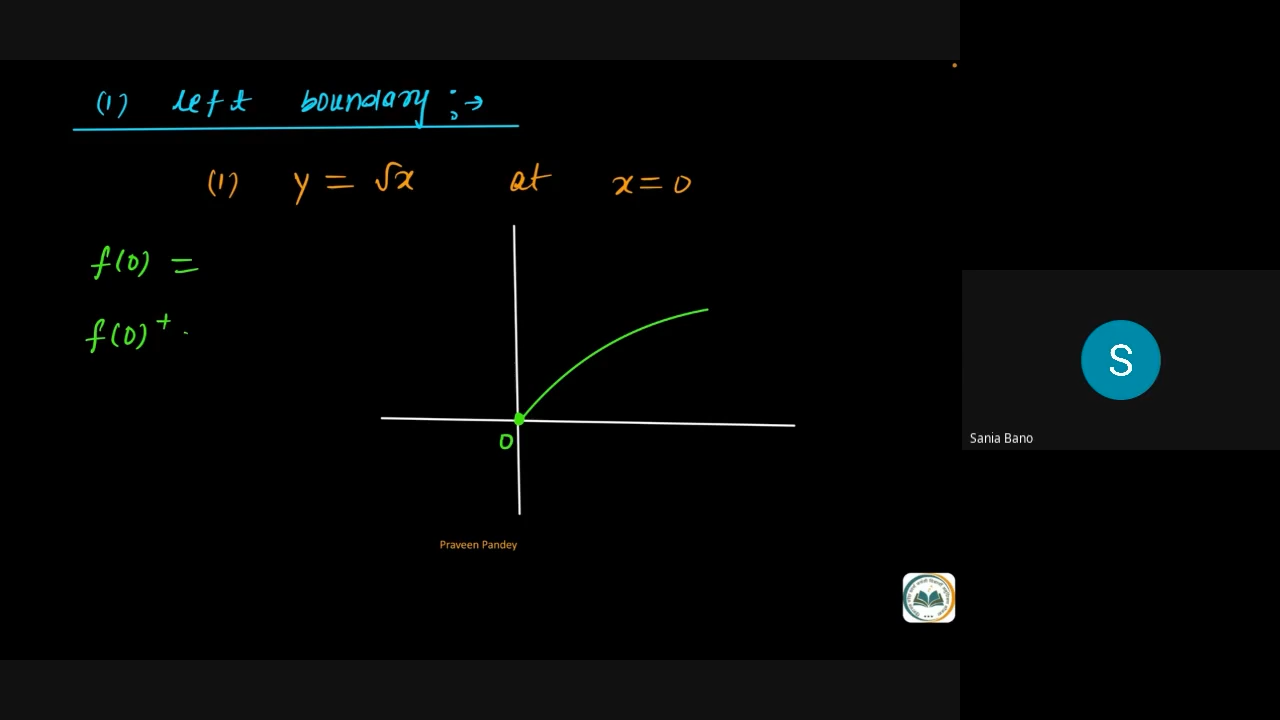 (1) left boundary :→
(1) y = √x at x = 0
f(0) =
f(0)⁺
0
Praveen Pandey
S
Sania Bano